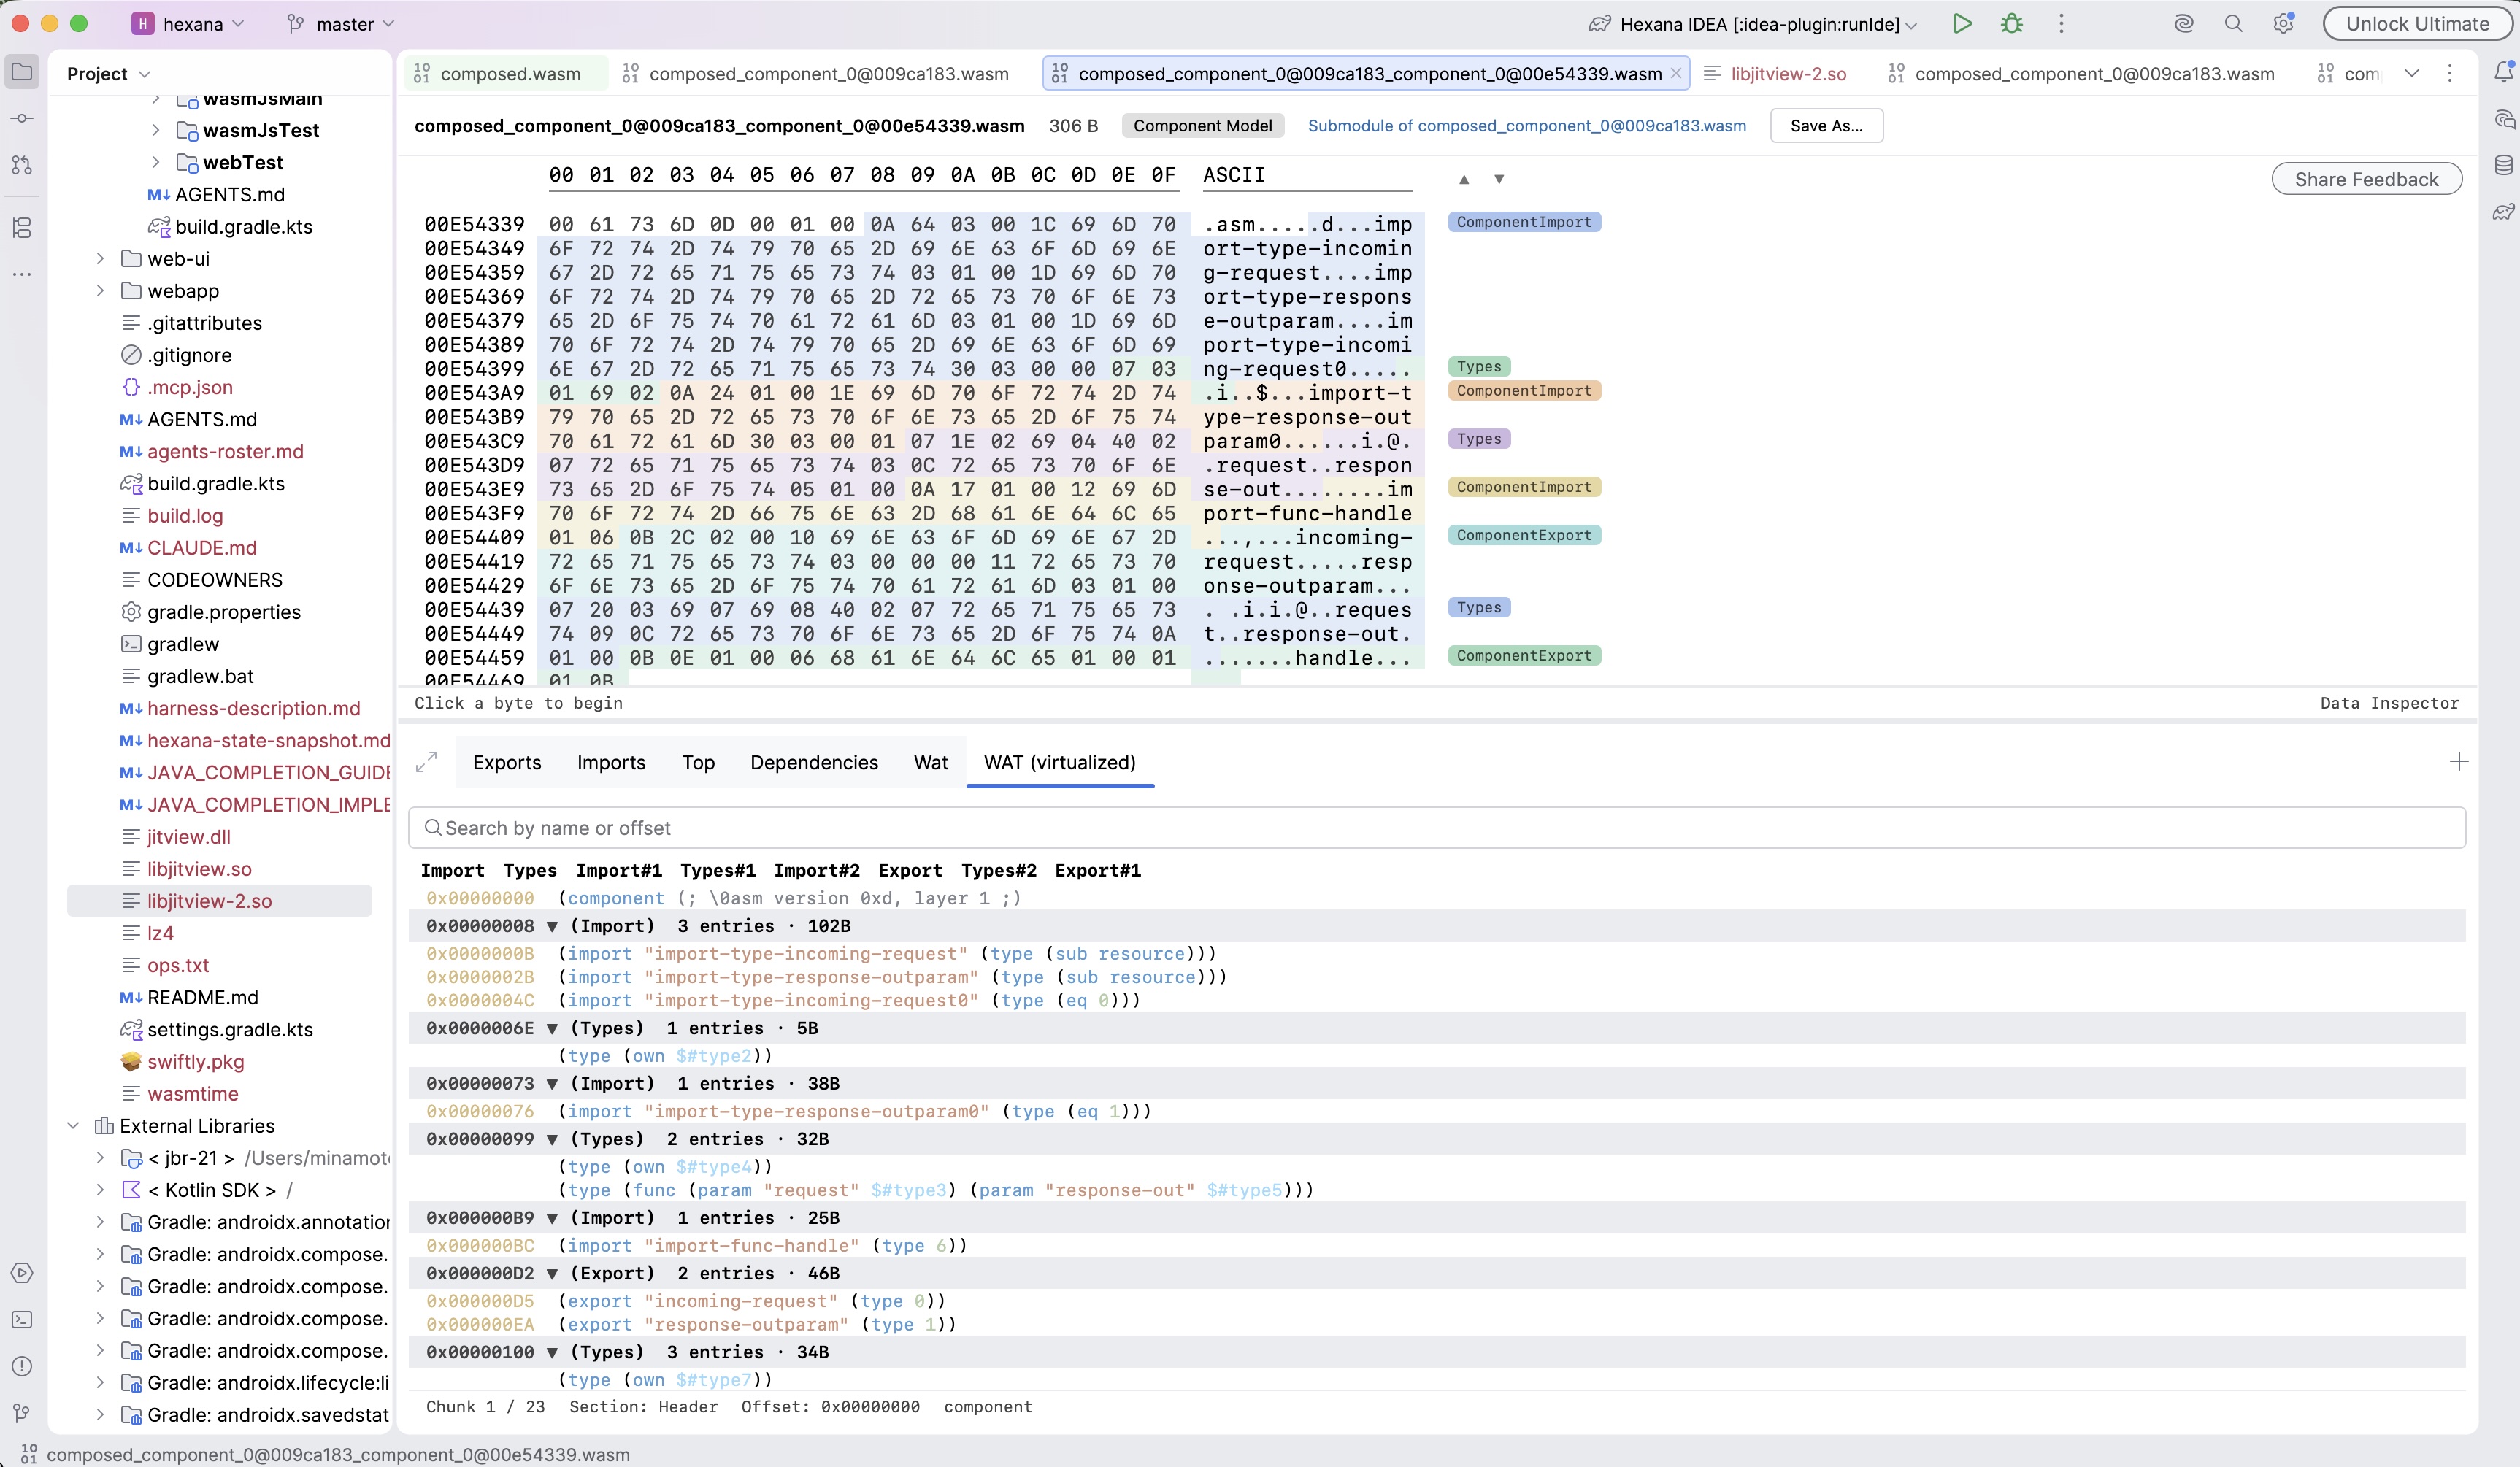 H hexana master Hexana IDEA [:idea-plugin:runIde] Unlock Ultimate
Project
wasmJsMain
wasmJsTest
webTest
M↓ AGENTS.md
build.gradle.kts
web-ui
webapp
.gitattributes
.gitignore
{} .mcp.json
M↓ AGENTS.md
M↓ agents-roster.md
build.gradle.kts
build.log
M↓ CLAUDE.md
CODEOWNERS
gradle.properties
gradlew
gradlew.bat
M↓ harness-description.md
M↓ hexana-state-snapshot.md
M↓ JAVA_COMPLETION_GUIDE
M↓ JAVA_COMPLETION_IMPLE
jitview.dll
libjitview.so
libjitview-2.so
lz4
ops.txt
M↓ README.md
settings.gradle.kts
swiftly.pkg
wasmtime
External Libraries
< jbr-21 > /Users/minamot
< Kotlin SDK > /
Gradle: androidx.annotation
Gradle: androidx.compose.
Gradle: androidx.compose.
Gradle: androidx.compose.
Gradle: androidx.compose.
Gradle: androidx.lifecycle:li
Gradle: androidx.savedstat
composed.wasm composed_component_0@009ca183.wasm composed_component_0@009ca183_component_0@00e54339.wasm libjitview-2.so composed_component_0@009ca183.wasm com
composed_component_0@009ca183_component_0@00e54339.wasm 306 B Component Model Submodule of composed_component_0@009ca183.wasm Save As...
00 01 02 03 04 05 06 07 08 09 0A 0B 0C 0D 0E 0F ASCII ▲ ▼ Share Feedback
00E54339 00 61 73 6D 0D 00 01 00 0A 64 03 00 1C 69 6D 70 .asm.....d...imp ComponentImport
00E54349 6F 72 74 2D 74 79 70 65 2D 69 6E 63 6F 6D 69 6E ort-type-incomin
00E54359 67 2D 72 65 71 75 65 73 74 03 01 00 1D 69 6D 70 g-request....imp
00E54369 6F 72 74 2D 74 79 70 65 2D 72 65 73 70 6F 6E 73 ort-type-respons
00E54379 65 2D 6F 75 74 70 61 72 61 6D 03 01 00 1D 69 6D e-outparam....im
00E54389 70 6F 72 74 2D 74 79 70 65 2D 69 6E 63 6F 6D 69 port-type-incomi
00E54399 6E 67 2D 72 65 71 75 65 73 74 30 03 00 00 07 03 ng-request0..... Types
00E543A9 01 69 02 0A 24 01 00 1E 69 6D 70 6F 72 74 2D 74 .i..$...import-t ComponentImport
00E543B9 79 70 65 2D 72 65 73 70 6F 6E 73 65 2D 6F 75 74 ype-response-out
00E543C9 70 61 72 61 6D 30 03 00 01 07 1E 02 69 04 40 02 param0......i.@. Types
00E543D9 07 72 65 71 75 65 73 74 03 0C 72 65 73 70 6F 6E .request..respon
00E543E9 73 65 2D 6F 75 74 05 01 00 0A 17 01 00 12 69 6D se-out........im ComponentImport
00E543F9 70 6F 72 74 2D 66 75 6E 63 2D 68 61 6E 64 6C 65 port-func-handle
00E54409 01 06 0B 2C 02 00 10 69 6E 63 6F 6D 69 6E 67 2D ...,...incoming- ComponentExport
00E54419 72 65 71 75 65 73 74 03 00 00 00 11 72 65 73 70 request.....resp
00E54429 6F 6E 73 65 2D 6F 75 74 70 61 72 61 6D 03 01 00 onse-outparam...
00E54439 07 20 03 69 07 69 08 40 02 07 72 65 71 75 65 73 . .i.i.@..reques Types
00E54449 74 09 0C 72 65 73 70 6F 6E 73 65 2D 6F 75 74 0A t..response-out.
00E54459 01 00 0B 0E 01 00 06 68 61 6E 64 6C 65 01 00 01 .......handle... ComponentExport
00E54469 01 0B
Click a byte to begin Data Inspector
Exports Imports Top Dependencies Wat WAT (virtualized)
Search by name or offset
Import Types Import#1 Types#1 Import#2 Export Types#2 Export#1
0x00000000 (component (; \0asm version 0xd, layer 1 ;)
0x00000008 ▼ (Import) 3 entries · 102B
0x0000000B (import "import-type-incoming-request" (type (sub resource)))
0x0000002B (import "import-type-response-outparam" (type (sub resource)))
0x0000004C (import "import-type-incoming-request0" (type (eq 0)))
0x0000006E ▼ (Types) 1 entries · 5B
(type (own $#type2))
0x00000073 ▼ (Import) 1 entries · 38B
0x00000076 (import "import-type-response-outparam0" (type (eq 1)))
0x00000099 ▼ (Types) 2 entries · 32B
(type (own $#type4))
(type (func (param "request" $#type3) (param "response-out" $#type5)))
0x000000B9 ▼ (Import) 1 entries · 25B
0x000000BC (import "import-func-handle" (type 6))
0x000000D2 ▼ (Export) 2 entries · 46B
0x000000D5 (export "incoming-request" (type 0))
0x000000EA (export "response-outparam" (type 1))
0x00000100 ▼ (Types) 3 entries · 34B
(type (own $#type7))
Chunk 1 / 23 Section: Header Offset: 0x00000000 component
composed_component_0@009ca183_component_0@00e54339.wasm